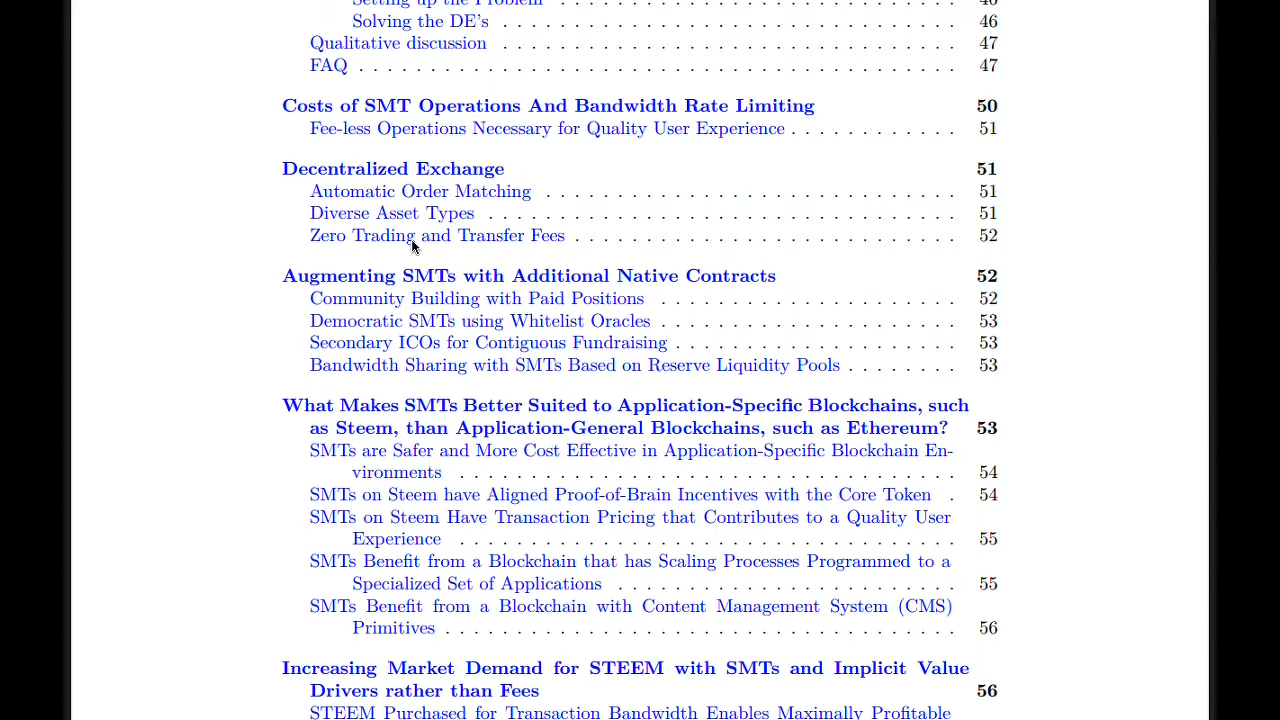 Setting up the Problem . . . . . . . . . . . . . . . . . . . . . . . . . . . . 46
Solving the DE's . . . . . . . . . . . . . . . . . . . . . . . . . . . . . . . 46
Qualitative discussion . . . . . . . . . . . . . . . . . . . . . . . . . . . . . . . 47
FAQ . . . . . . . . . . . . . . . . . . . . . . . . . . . . . . . . . . . . . . . 47
Costs of SMT Operations And Bandwidth Rate Limiting 50
Fee-less Operations Necessary for Quality User Experience . . . . . . . . . . . . 51
Decentralized Exchange 51
Automatic Order Matching . . . . . . . . . . . . . . . . . . . . . . . . . . . . 51
Diverse Asset Types . . . . . . . . . . . . . . . . . . . . . . . . . . . . . . . . 51
Zero Trading and Transfer Fees . . . . . . . . . . . . . . . . . . . . . . . . . . 52
Augmenting SMTs with Additional Native Contracts 52
Community Building with Paid Positions . . . . . . . . . . . . . . . . . . . . . 52
Democratic SMTs using Whitelist Oracles . . . . . . . . . . . . . . . . . . . . . 53
Secondary ICOs for Contiguous Fundraising . . . . . . . . . . . . . . . . . . . . 53
Bandwidth Sharing with SMTs Based on Reserve Liquidity Pools . . . . . . . . 53
What Makes SMTs Better Suited to Application-Specific Blockchains, such
as Steem, than Application-General Blockchains, such as Ethereum? 53
SMTs are Safer and More Cost Effective in Application-Specific Blockchain En-
vironments . . . . . . . . . . . . . . . . . . . . . . . . . . . . . . . . . . . 54
SMTs on Steem have Aligned Proof-of-Brain Incentives with the Core Token . 54
SMTs on Steem Have Transaction Pricing that Contributes to a Quality User
Experience . . . . . . . . . . . . . . . . . . . . . . . . . . . . . . . . . . . 55
SMTs Benefit from a Blockchain that has Scaling Processes Programmed to a
Specialized Set of Applications . . . . . . . . . . . . . . . . . . . . . . . . 55
SMTs Benefit from a Blockchain with Content Management System (CMS)
Primitives . . . . . . . . . . . . . . . . . . . . . . . . . . . . . . . . . . . . 56
Increasing Market Demand for STEEM with SMTs and Implicit Value
Drivers rather than Fees 56
STEEM Purchased for Transaction Bandwidth Enables Maximally Profitable